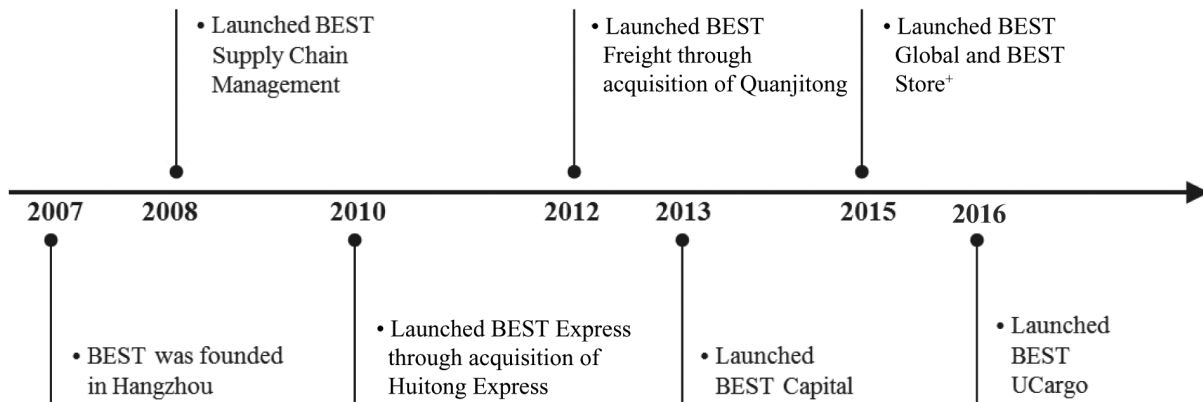 • Launched BEST
Supply Chain
Management
• Launched BEST
Freight through
acquisition of Quanjitong
• Launched BEST
Global and BEST
Store⁺
2007 2008 2010 2012 2013 2015 2016
• BEST was founded
in Hangzhou
• Launched BEST Express
through acquisition of
Huitong Express
• Launched
BEST Capital
• Launched
BEST
UCargo